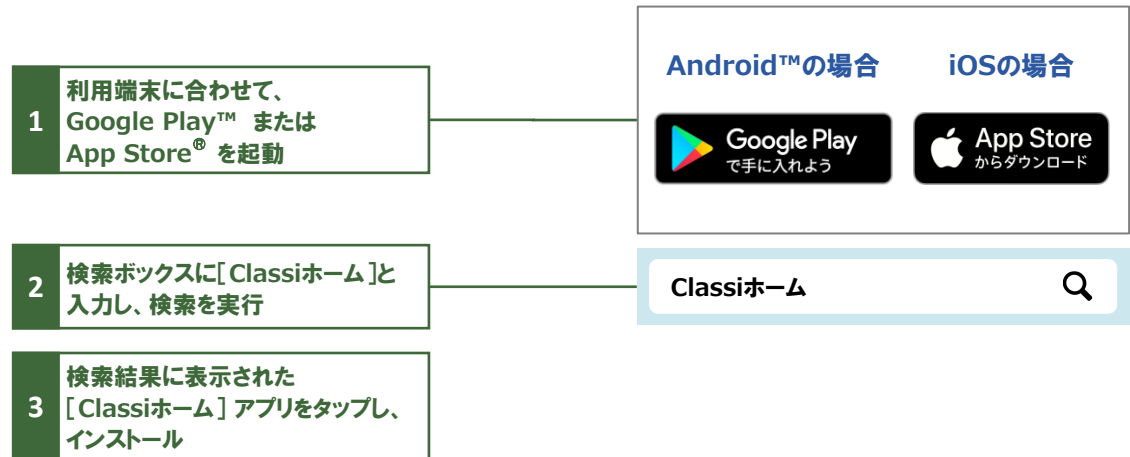 1
利用端末に合わせて、
Google Play™ または
App Store® を起動
Android™の場合
iOSの場合
Google Play
で手に入れよう
App Store
からダウンロード
2
検索ボックスに[Classiホーム]と
入力し、検索を実行
Classiホーム
3
検索結果に表示された
[Classiホーム] アプリをタップし、
インストール